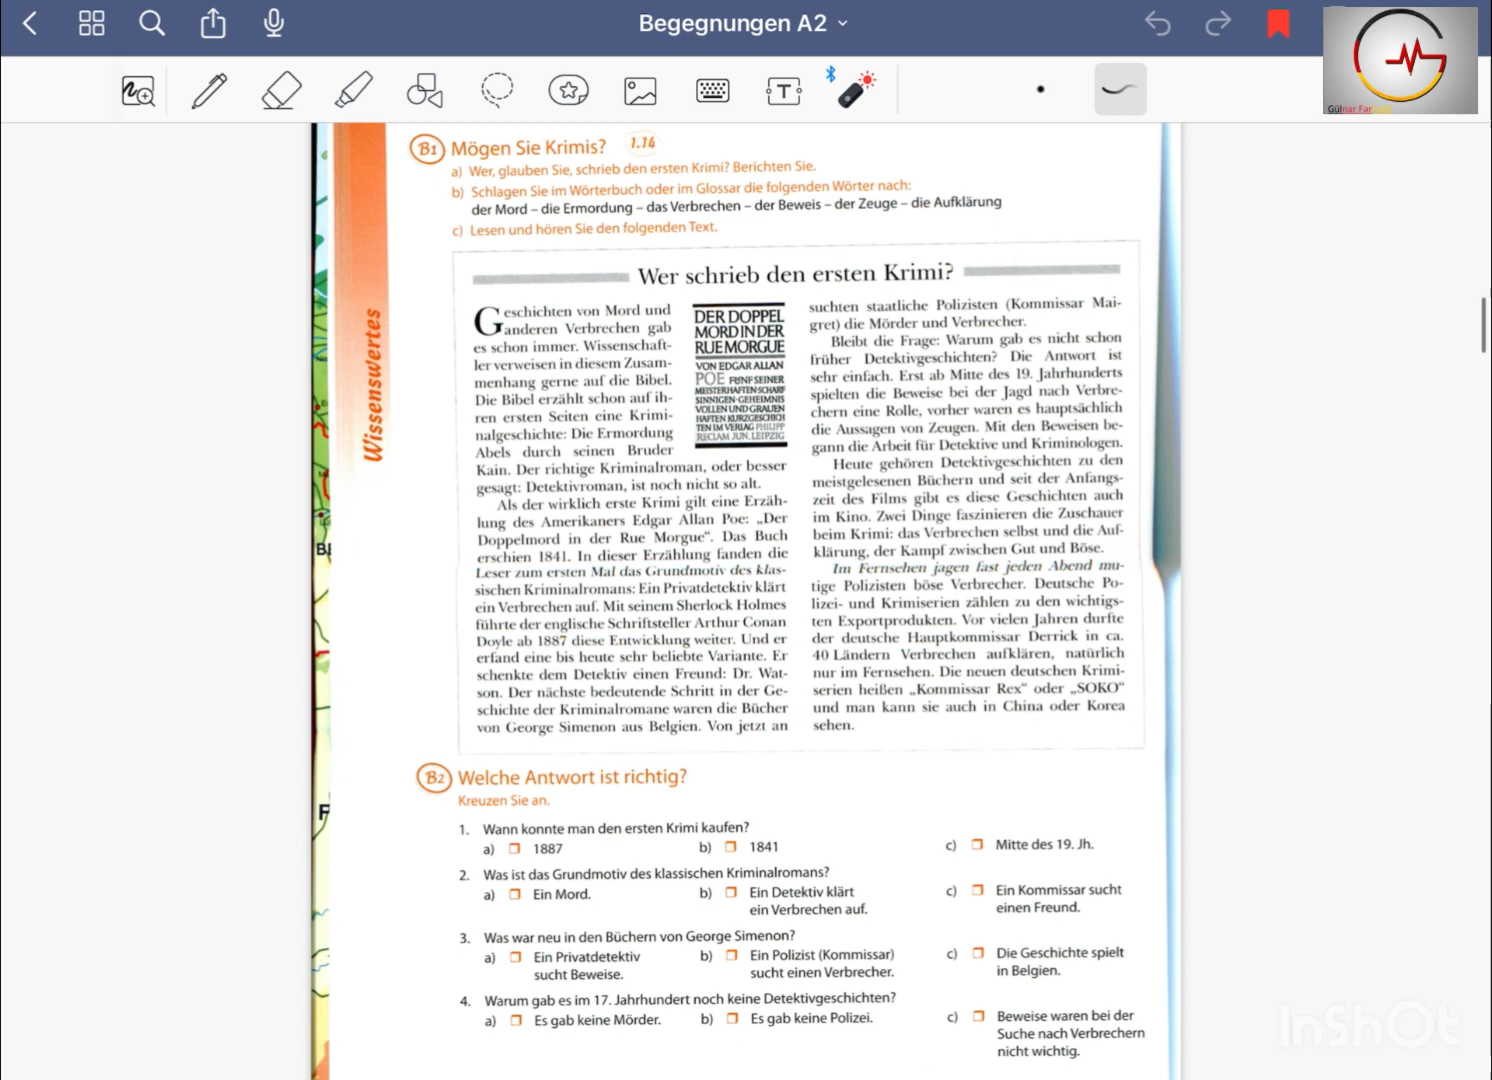 Begegnungen A2
T
Gülnar Fər
Wissenswertes
B1 Mögen Sie Krimis? 1.14
a) Wer, glauben Sie, schrieb den ersten Krimi? Berichten Sie.
b) Schlagen Sie im Wörterbuch oder im Glossar die folgenden Wörter nach:
der Mord – die Ermordung – das Verbrechen – der Beweis – der Zeuge – die Aufklärung
c) Lesen und hören Sie den folgenden Text.
Wer schrieb den ersten Krimi?
Geschichten von Mord und
anderen Verbrechen gab
es schon immer. Wissenschaft-
ler verweisen in diesem Zusam-
menhang gerne auf die Bibel.
Die Bibel erzählt schon auf ih-
ren ersten Seiten eine Krimi-
nalgeschichte: Die Ermordung
Abels durch seinen Bruder
Kain. Der richtige Kriminalroman, oder besser
gesagt: Detektivroman, ist noch nicht so alt.
Als der wirklich erste Krimi gilt eine Erzäh-
lung des Amerikaners Edgar Allan Poe: „Der
Doppelmord in der Rue Morgue“. Das Buch
erschien 1841. In dieser Erzählung fanden die
Leser zum ersten Mal das Grundmotiv des klas-
sischen Kriminalromans: Ein Privatdetektiv klärt
ein Verbrechen auf. Mit seinem Sherlock Holmes
führte der englische Schriftsteller Arthur Conan
Doyle ab 1887 diese Entwicklung weiter. Und er
erfand eine bis heute sehr beliebte Variante. Er
schenkte dem Detektiv einen Freund: Dr. Wat-
son. Der nächste bedeutende Schritt in der Ge-
schichte der Kriminalromane waren die Bücher
von George Simenon aus Belgien. Von jetzt an
DER DOPPEL
MORD IN DER
RUE MORGUE
VON EDGAR ALLAN
POE FÜNF SEINER
MEISTERHAFTEN SCHARF
SINNIGEN GEHEIMNIS
VOLLEN UND GRAUEN
HAFTEN KURZGESCHICH
TEN IM VERLAG PHILIPP
RECLAM JUN. LEIPZIG
suchten staatliche Polizisten (Kommissar Mai-
gret) die Mörder und Verbrecher.
Bleibt die Frage: Warum gab es nicht schon
früher Detektivgeschichten? Die Antwort ist
sehr einfach. Erst ab Mitte des 19. Jahrhunderts
spielten die Beweise bei der Jagd nach Verbre-
chern eine Rolle, vorher waren es hauptsächlich
die Aussagen von Zeugen. Mit den Beweisen be-
gann die Arbeit für Detektive und Kriminologen.
Heute gehören Detektivgeschichten zu den
meistgelesenen Büchern und seit der Anfangs-
zeit des Films gibt es diese Geschichten auch
im Kino. Zwei Dinge faszinieren die Zuschauer
beim Krimi: das Verbrechen selbst und die Auf-
klärung, der Kampf zwischen Gut und Böse.
Im Fernsehen jagen fast jeden Abend mu-
tige Polizisten böse Verbrecher. Deutsche Po-
lizei- und Krimiserien zählen zu den wichtigs-
ten Exportprodukten. Vor vielen Jahren durfte
der deutsche Hauptkommissar Derrick in ca.
40 Ländern Verbrechen aufklären, natürlich
nur im Fernsehen. Die neuen deutschen Krimi-
serien heißen „Kommissar Rex“ oder „SOKO“
und man kann sie auch in China oder Korea
sehen.
B2 Welche Antwort ist richtig?
Kreuzen Sie an.
1. Wann konnte man den ersten Krimi kaufen?
a) 1887 b) 1841 c) Mitte des 19. Jh.
2. Was ist das Grundmotiv des klassischen Kriminalromans?
a) Ein Mord. b) Ein Detektiv klärt c) Ein Kommissar sucht
ein Verbrechen auf. einen Freund.
3. Was war neu in den Büchern von George Simenon?
a) Ein Privatdetektiv b) Ein Polizist (Kommissar) c) Die Geschichte spielt
sucht Beweise. sucht einen Verbrecher. in Belgien.
4. Warum gab es im 17. Jahrhundert noch keine Detektivgeschichten?
a) Es gab keine Mörder. b) Es gab keine Polizei. c) Beweise waren bei der
Suche nach Verbrechern
nicht wichtig.
InShOt